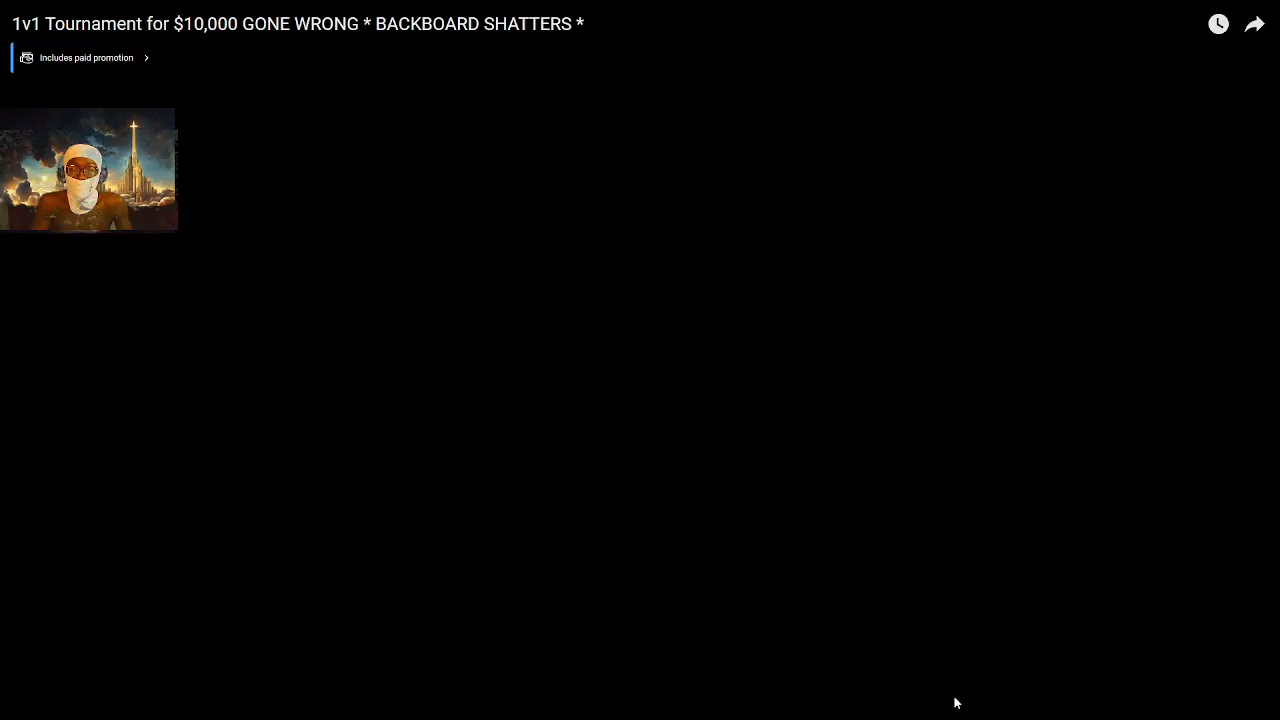 1v1 Tournament for $10,000 GONE WRONG * BACKBOARD SHATTERS *
Includes paid promotion